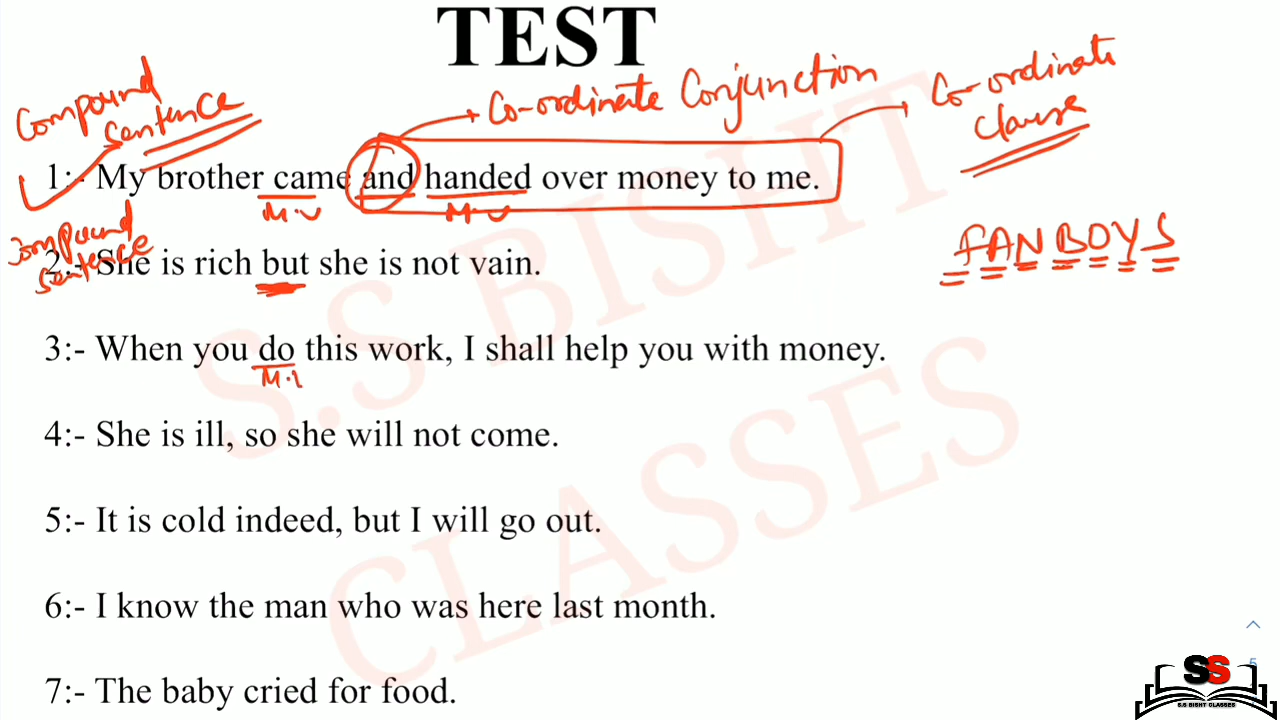 TEST
Co-ordinate Conjunction
Co-ordinate
clause
Compound
sentence
1:- My brother came and handed over money to me.
M.V M.V
FANBOYS
Compound
sentence
2:- She is rich but she is not vain.
3:- When you do this work, I shall help you with money.
M.V
4:- She is ill, so she will not come.
5:- It is cold indeed, but I will go out.
6:- I know the man who was here last month.
7:- The baby cried for food.
S.S BISHT
CLASSES
5
SS
S.S BISHT CLASSES